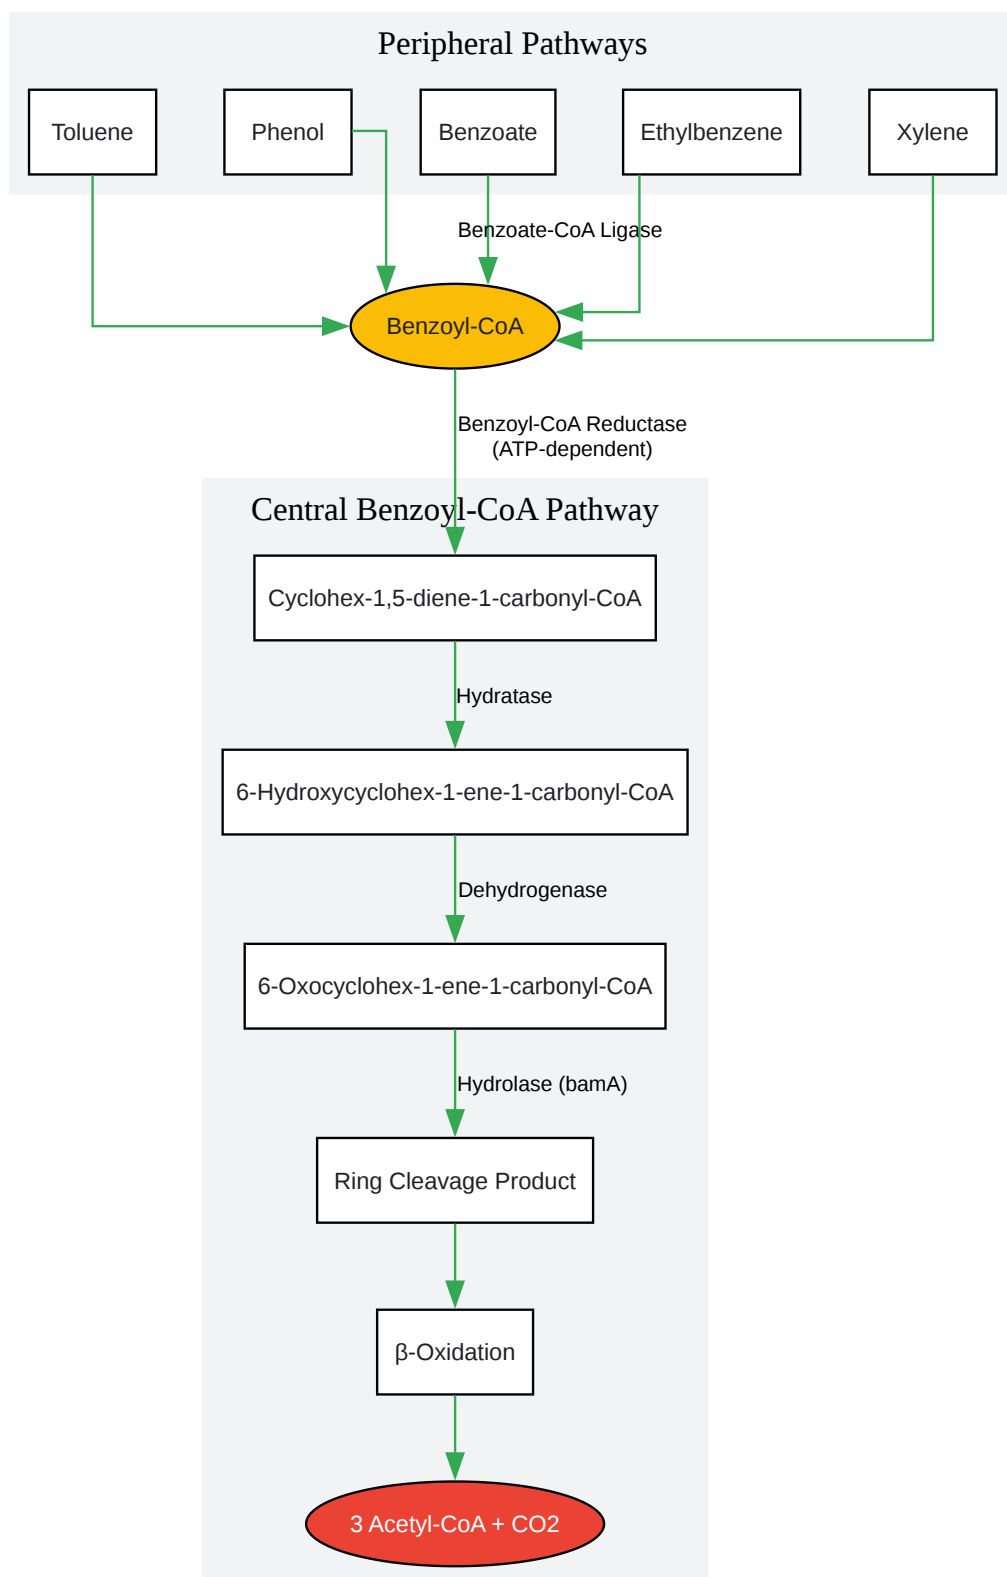 Peripheral Pathways
Toluene
Phenol
Benzoate
Ethylbenzene
Xylene
Benzoate-CoA Ligase
Benzoyl-CoA
Benzoyl-CoA Reductase
(ATP-dependent)
Central Benzoyl-CoA Pathway
Cyclohex-1,5-diene-1-carbonyl-CoA
Hydratase
6-Hydroxycyclohex-1-ene-1-carbonyl-CoA
Dehydrogenase
6-Oxocyclohex-1-ene-1-carbonyl-CoA
Hydrolase (bamA)
Ring Cleavage Product
β-Oxidation
3 Acetyl-CoA + CO2